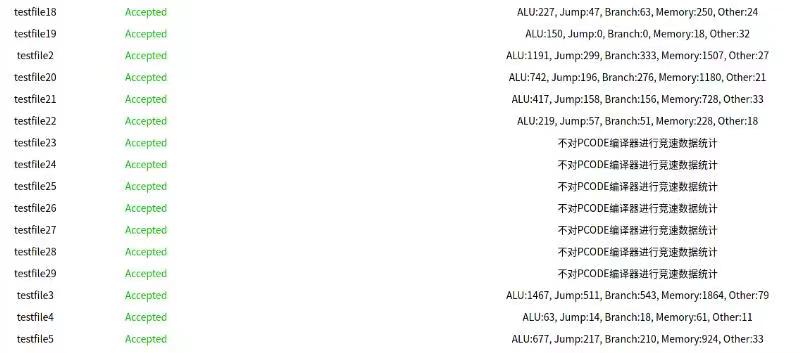 testfile18 Accepted ALU:227, Jump:47, Branch:63, Memory:250, Other:24
testfile19 Accepted ALU:150, Jump:0, Branch:0, Memory:18, Other:32
testfile2 Accepted ALU:1191, Jump:299, Branch:333, Memory:1507, Other:27
testfile20 Accepted ALU:742, Jump:196, Branch:276, Memory:1180, Other:21
testfile21 Accepted ALU:417, Jump:158, Branch:156, Memory:728, Other:33
testfile22 Accepted ALU:219, Jump:57, Branch:51, Memory:228, Other:18
testfile23 Accepted 不对PCODE编译器进行竞速数据统计
testfile24 Accepted 不对PCODE编译器进行竞速数据统计
testfile25 Accepted 不对PCODE编译器进行竞速数据统计
testfile26 Accepted 不对PCODE编译器进行竞速数据统计
testfile27 Accepted 不对PCODE编译器进行竞速数据统计
testfile28 Accepted 不对PCODE编译器进行竞速数据统计
testfile29 Accepted 不对PCODE编译器进行竞速数据统计
testfile3 Accepted ALU:1467, Jump:511, Branch:543, Memory:1864, Other:79
testfile4 Accepted ALU:63, Jump:14, Branch:18, Memory:61, Other:11
testfile5 Accepted ALU:677, Jump:217, Branch:210, Memory:924, Other:33